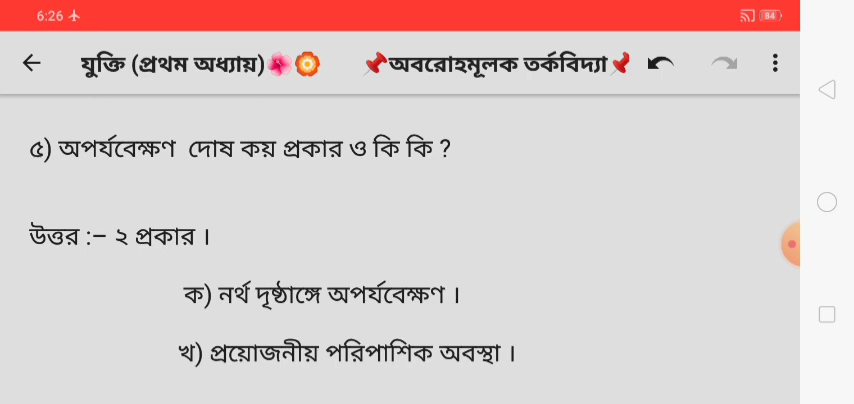 6:26
84
যুক্তি (প্রথম অধ্যায়) অবরোহমূলক তর্কবিদ্যা
৫) অপর্যবেক্ষণ দোষ কয় প্রকার ও কি কি ?
উত্তর :– ২ প্রকার ।
ক) নর্থ দৃষ্ঠাঙ্গে অপর্যবেক্ষণ ।
খ) প্রয়োজনীয় পরিপাশিক অবস্থা ।